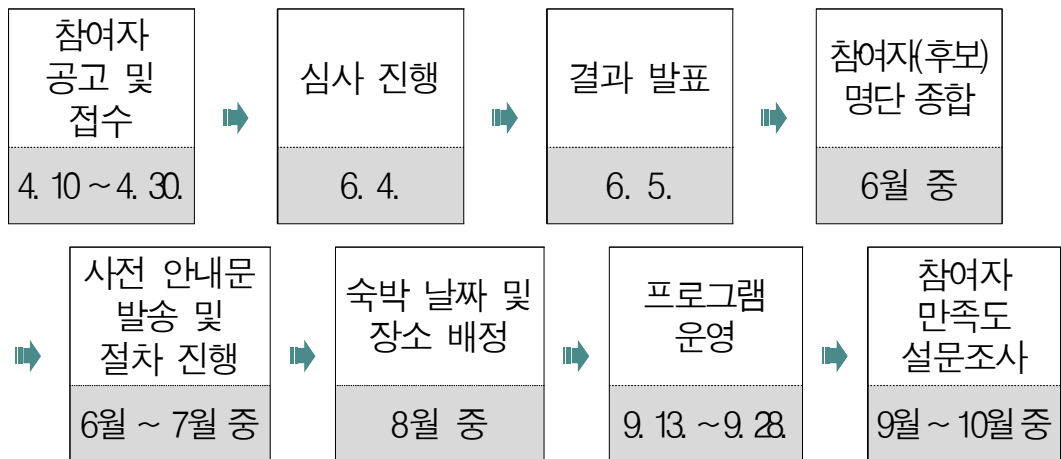 참여자
공고 및
접수
4. 10 ~ 4. 30.
심사 진행
6. 4.
결과 발표
6. 5.
참여자(후보)
명단 종합
6월 중
사전 안내문
발송 및
절차 진행
6월 ~ 7월 중
숙박 날짜 및
장소 배정
8월 중
프로그램
운영
9. 13. ~ 9. 28.
참여자
만족도
설문조사
9월 ~ 10월 중